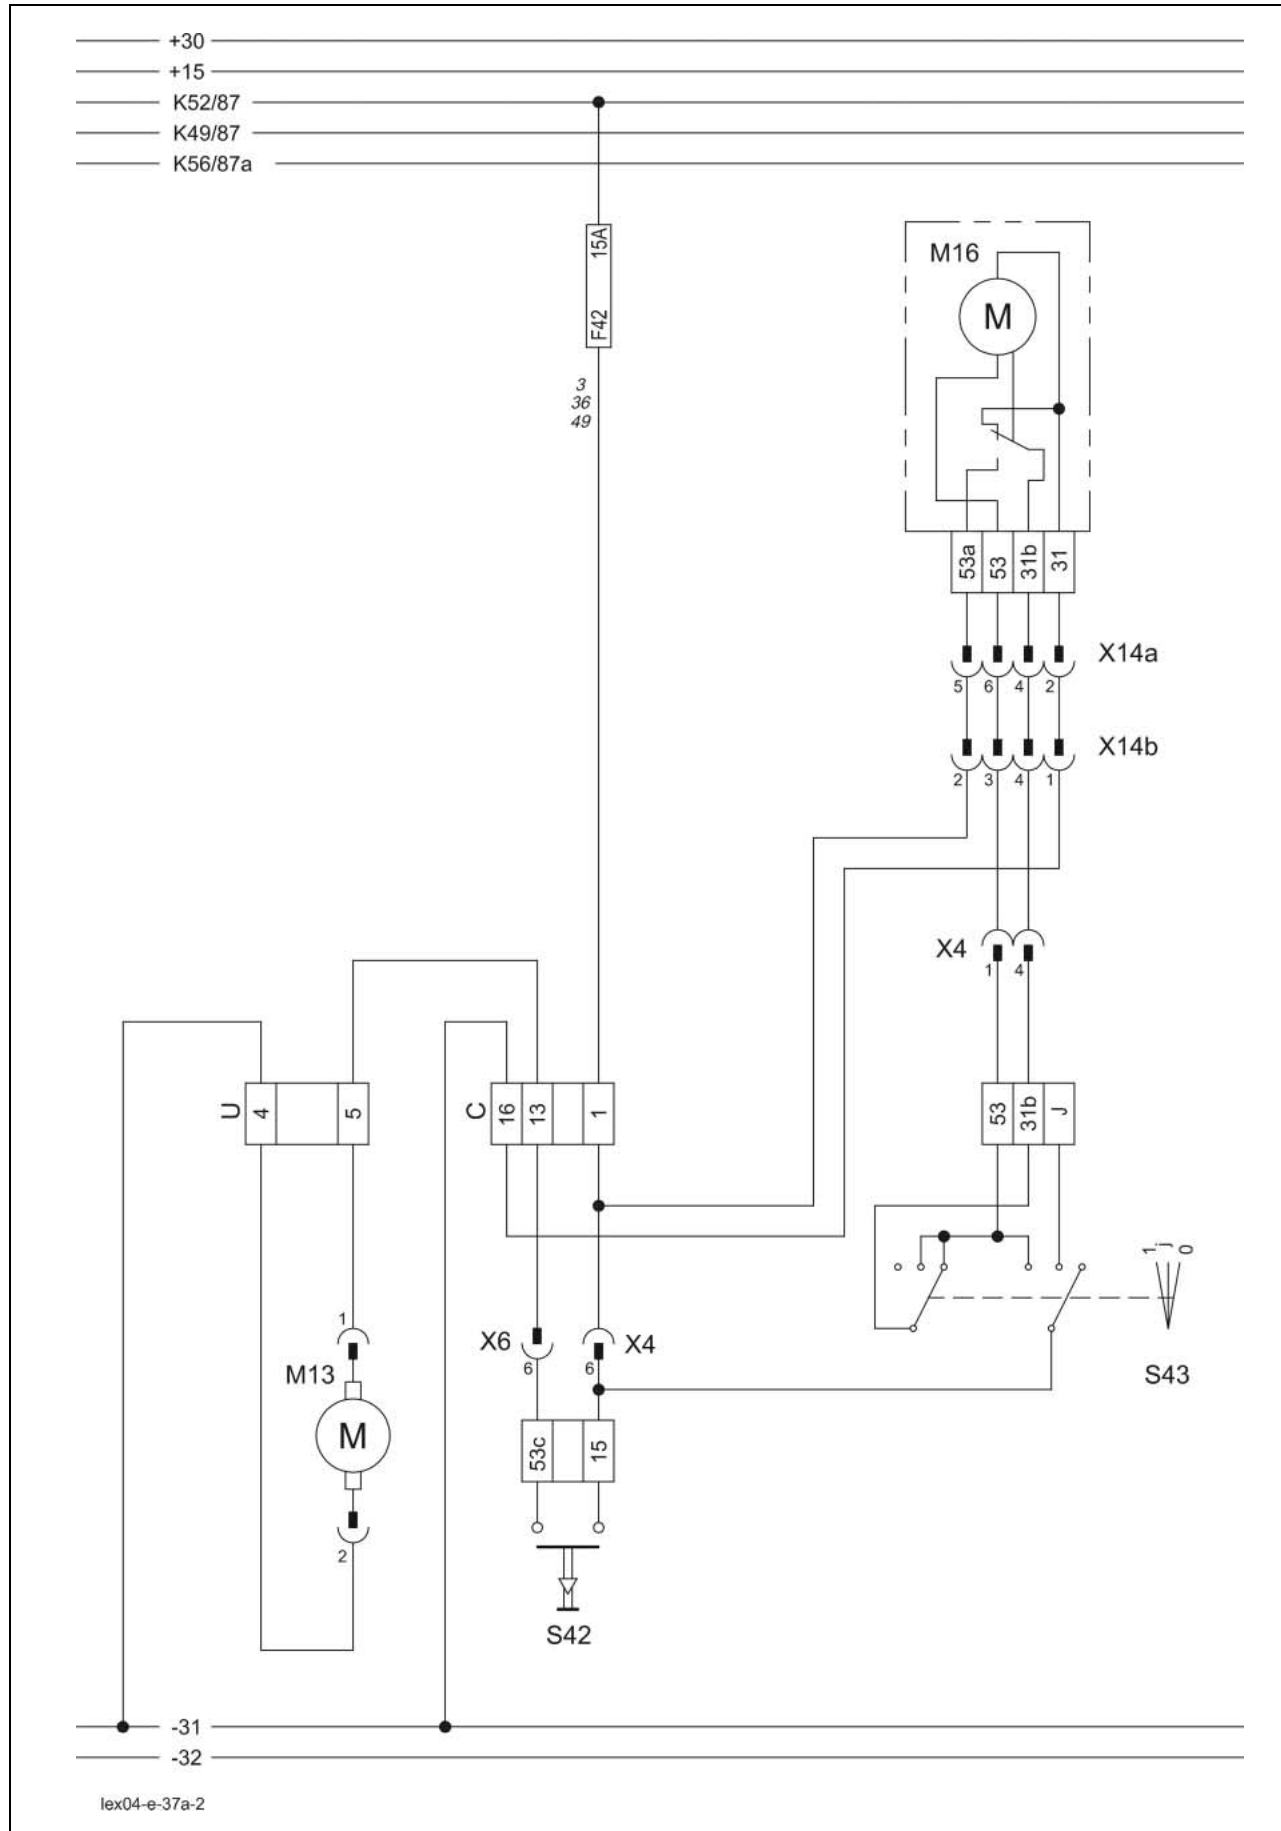 +30
+15
K52/87
K49/87
K56/87a
15A
F42
3
36
49
M16
M
53a 53 31b 31
X14a
5 6 4 2
X14b
2 3 4 1
X4
1 4
U 4 5
C 16 13 1
53 31b J
1 j 0
1
X6
6
X4
6
M13
M
2
S43
53c 15
S42
-31
-32
lex04-e-37a-2